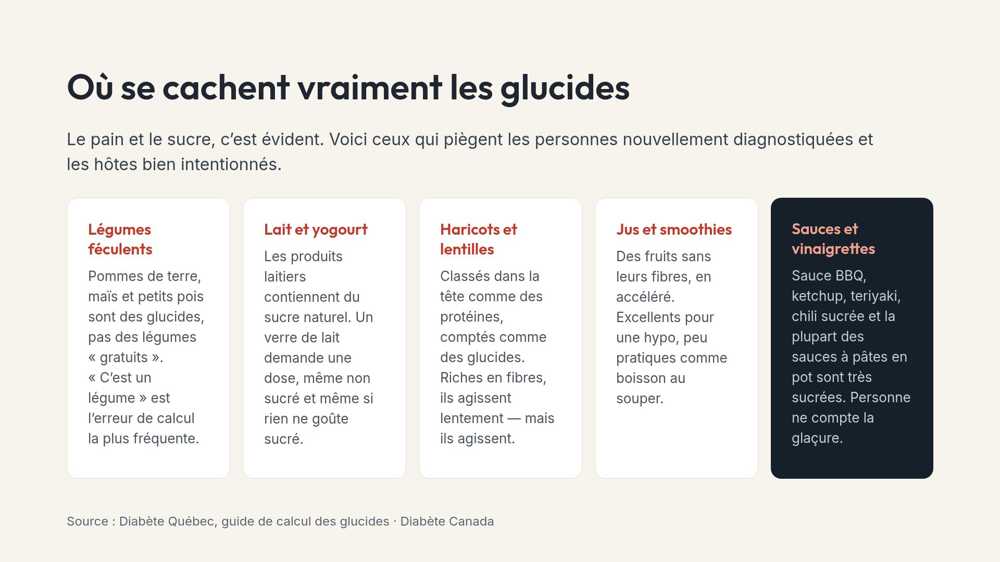 Où se cachent vraiment les glucides
Le pain et le sucre, c’est évident. Voici ceux qui piègent les personnes nouvellement diagnostiquées et
les hôtes bien intentionnés.
Légumes
féculents
Pommes de terre,
maïs et petits pois
sont des glucides,
pas des légumes
« gratuits ».
« C’est un
légume » est
l’erreur de calcul
la plus fréquente.
Lait et yogourt
Les produits
laitiers
contiennent du
sucre naturel. Un
verre de lait
demande une
dose, même non
sucré et même si
rien ne goûte
sucré.
Haricots et
lentilles
Classés dans la
tête comme des
protéines,
comptés comme
des glucides.
Riches en fibres,
ils agissent
lentement — mais
ils agissent.
Jus et smoothies
Des fruits sans
leurs fibres, en
accéléré.
Excellents pour
une hypo, peu
pratiques comme
boisson au
souper.
Sauces et
vinaigrettes
Sauce BBQ,
ketchup, teriyaki,
chili sucrée et la
plupart des
sauces à pâtes en
pot sont très
sucrées. Personne
ne compte la
glaçure.
Source : Diabète Québec, guide de calcul des glucides · Diabète Canada